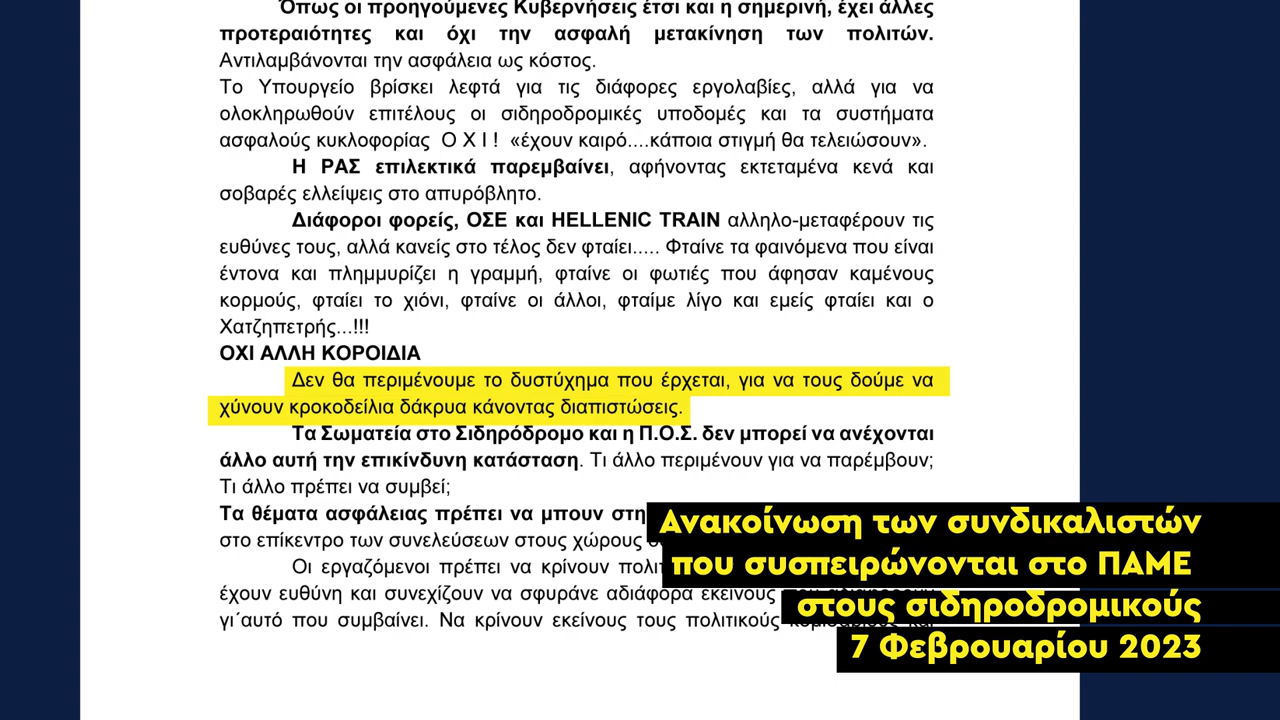 Όπως οι προηγούμενες Κυβερνήσεις έτσι και η σημερινή, έχει άλλες
προτεραιότητες και όχι την ασφαλή μετακίνηση των πολιτών.
Αντιλαμβάνονται την ασφάλεια ως κόστος.
Το Υπουργείο βρίσκει λεφτά για τις διάφορες εργολαβίες, αλλά για να
ολοκληρωθούν επιτέλους οι σιδηροδρομικές υποδομές και τα συστήματα
ασφαλούς κυκλοφορίας Ο Χ Ι ! «έχουν καιρό....κάποια στιγμή θα τελειώσουν».
Η ΡΑΣ επιλεκτικά παρεμβαίνει, αφήνοντας εκτεταμένα κενά και
σοβαρές ελλείψεις στο απυρόβλητο.
Διάφοροι φορείς, ΟΣΕ και HELLENIC TRAIN αλληλο-μεταφέρουν τις
ευθύνες τους, αλλά κανείς στο τέλος δεν φταίει..... Φταίνε τα φαινόμενα που είναι
έντονα και πλημμυρίζει η γραμμή, φταίνε οι φωτιές που άφησαν καμένους
κορμούς, φταίει το χιόνι, φταίνε οι άλλοι, φταίμε λίγο και εμείς φταίει και ο
Χατζηπετρής...!!!
ΟΧΙ ΑΛΛΗ ΚΟΡΟΙΔΙΑ
Δεν θα περιμένουμε το δυστύχημα που έρχεται, για να τους δούμε να
χύνουν κροκοδείλια δάκρυα κάνοντας διαπιστώσεις.
Τα Σωματεία στο Σιδηρόδρομο και η Π.Ο.Σ. δεν μπορεί να ανέχονται
άλλο αυτή την επικίνδυνη κατάσταση. Τι άλλο περιμένουν για να παρέμβουν;
Τι άλλο πρέπει να συμβεί;
Τα θέματα ασφάλειας πρέπει να μπουν στη
στο επίκεντρο των συνελεύσεων στους χώρους
Οι εργαζόμενοι πρέπει να κρίνουν
έχουν ευθύνη και συνεχίζουν να σφυράνε αδιάφορα εκείνους
γι΄αυτό που συμβαίνει. Να κρίνουν εκείνους τους πολιτικούς
Ανακοίνωση των συνδικαλιστών
που συσπειρώνονται στο ΠΑΜΕ
στους σιδηροδρομικούς
7 Φεβρουαρίου 2023